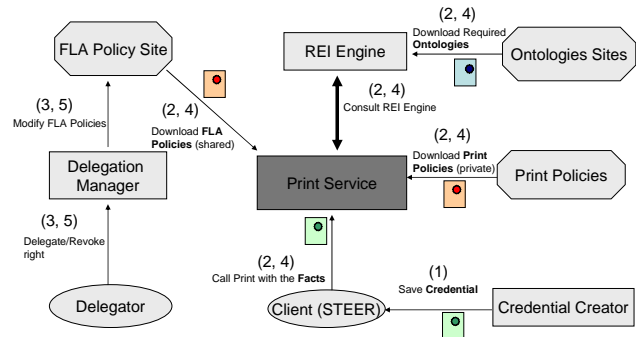 FLA Policy Site
REI Engine
(2, 4)
Download Required
Ontologies
Ontologies Sites
(3, 5)
Modify FLA Policies
(2, 4)
Download FLA
Policies (shared)
(2, 4)
Consult REI Engine
Delegation
Manager
Print Service
(2, 4)
Download Print
Policies (private)
Print Policies
(3, 5)
Delegate/Revoke
right
(2, 4)
Call Print with the Facts
(1)
Save Credential
Delegator
Client (STEER)
Credential Creator